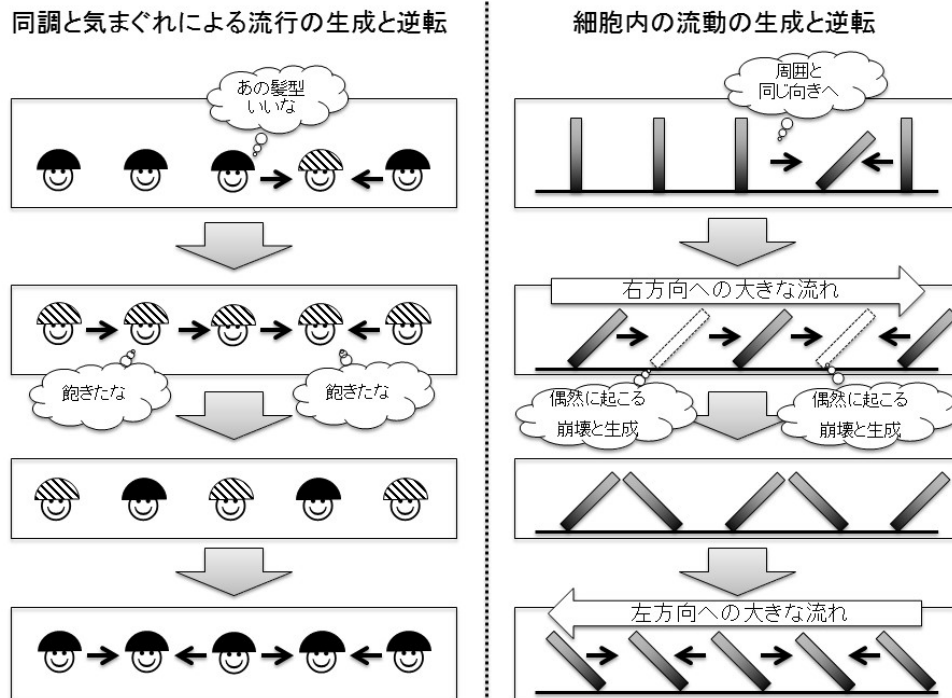 同調と気まぐれによる流行の生成と逆転
あの髪型
いいな
飽きたな
飽きたな
細胞内の流動の生成と逆転
周囲と
同じ向きへ
右方向への大きな流れ
偶然に起こる
崩壊と生成
偶然に起こる
崩壊と生成
左方向への大きな流れ